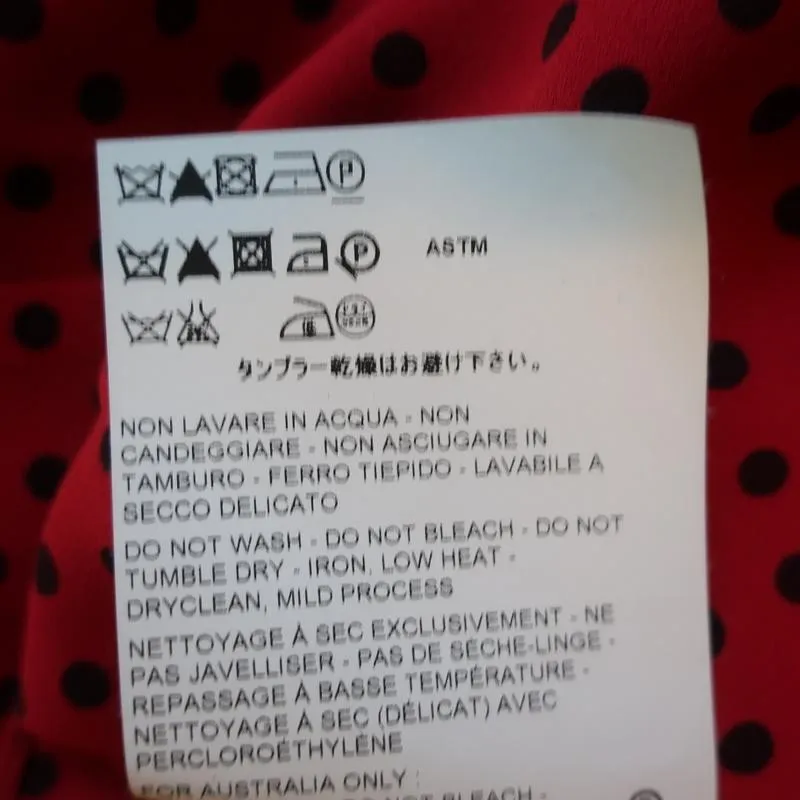 P
P ASTM
タンブラー乾燥はお避け下さい。
NON LAVARE IN ACQUA - NON
CANDEGGIARE - NON ASCIUGARE IN
TAMBURO - FERRO TIEPIDO - LAVABILE A
SECCO DELICATO
DO NOT WASH - DO NOT BLEACH - DO NOT
TUMBLE DRY - IRON, LOW HEAT -
DRYCLEAN, MILD PROCESS
NETTOYAGE À SEC EXCLUSIVEMENT - NE
PAS JAVELLISER - PAS DE SÈCHE-LINGE -
REPASSAGE À BASSE TEMPÉRATURE -
NETTOYAGE À SEC (DÉLICAT) AVEC
PERCLOROÉTHYLÈNE
FOR AUSTRALIA ONLY :
DO NOT BLEACH -